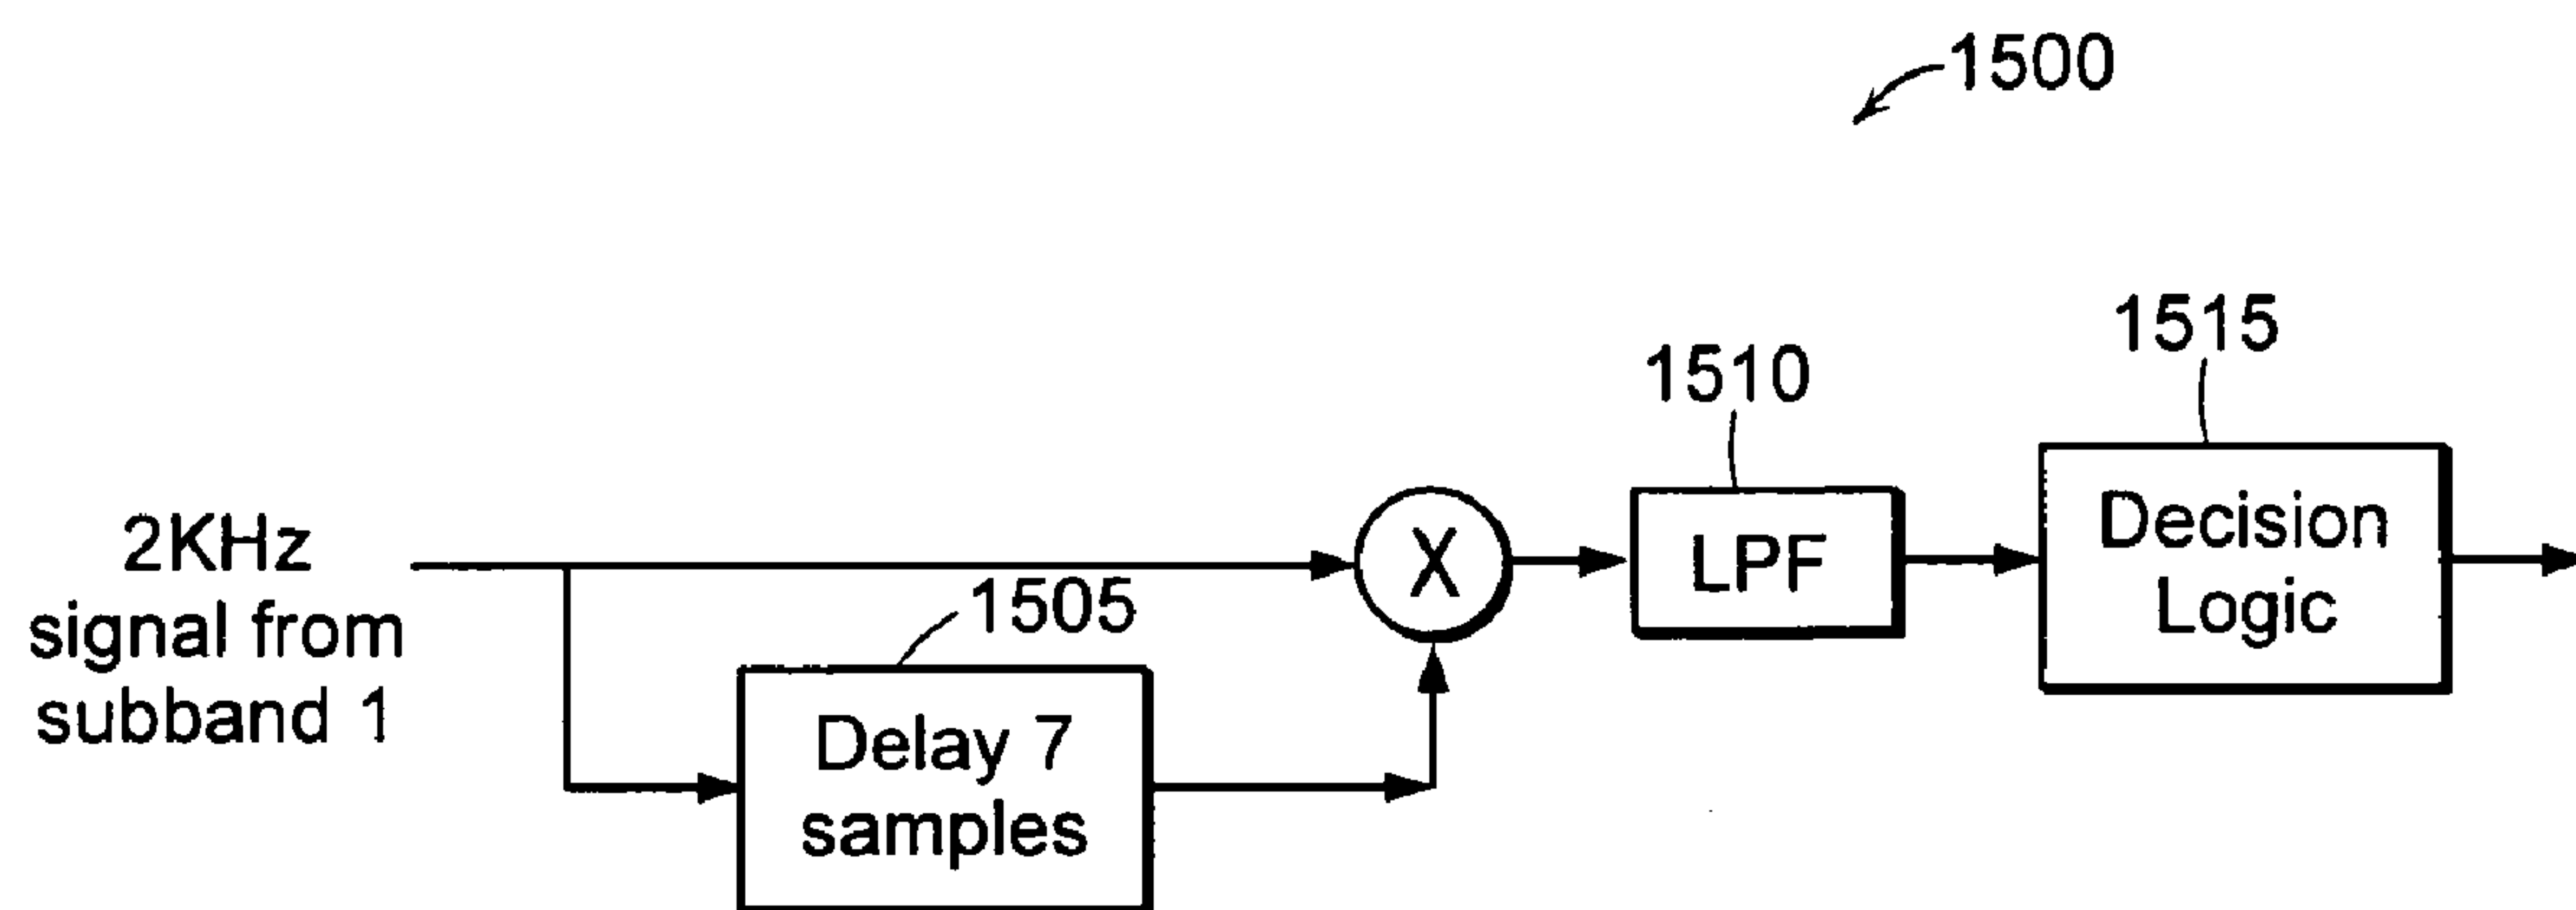 1500
1515
1510
2KHz
signal from
subband 1
X
LPF
Decision
Logic
1505
Delay 7
samples